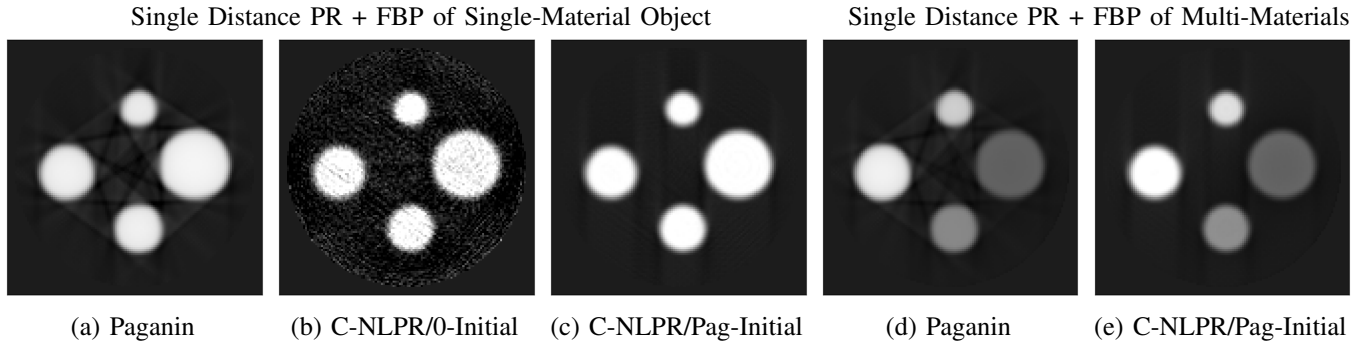 Single Distance PR + FBP of Single-Material Object
Single Distance PR + FBP of Multi-Materials
(a) Paganin
(b) C-NLPR/0-Initial
(c) C-NLPR/Pag-Initial
(d) Paganin
(e) C-NLPR/Pag-Initial